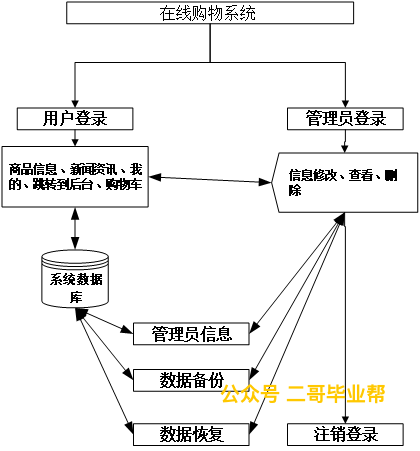 在线购物系统
用户登录
管理员登录
商品信息、新闻资讯、我
的、跳转到后台、购物车
信息修改、查看、删
除
系统数据
库
管理员信息
数据备份
公众号 二哥毕业帮
数据恢复
注销登录